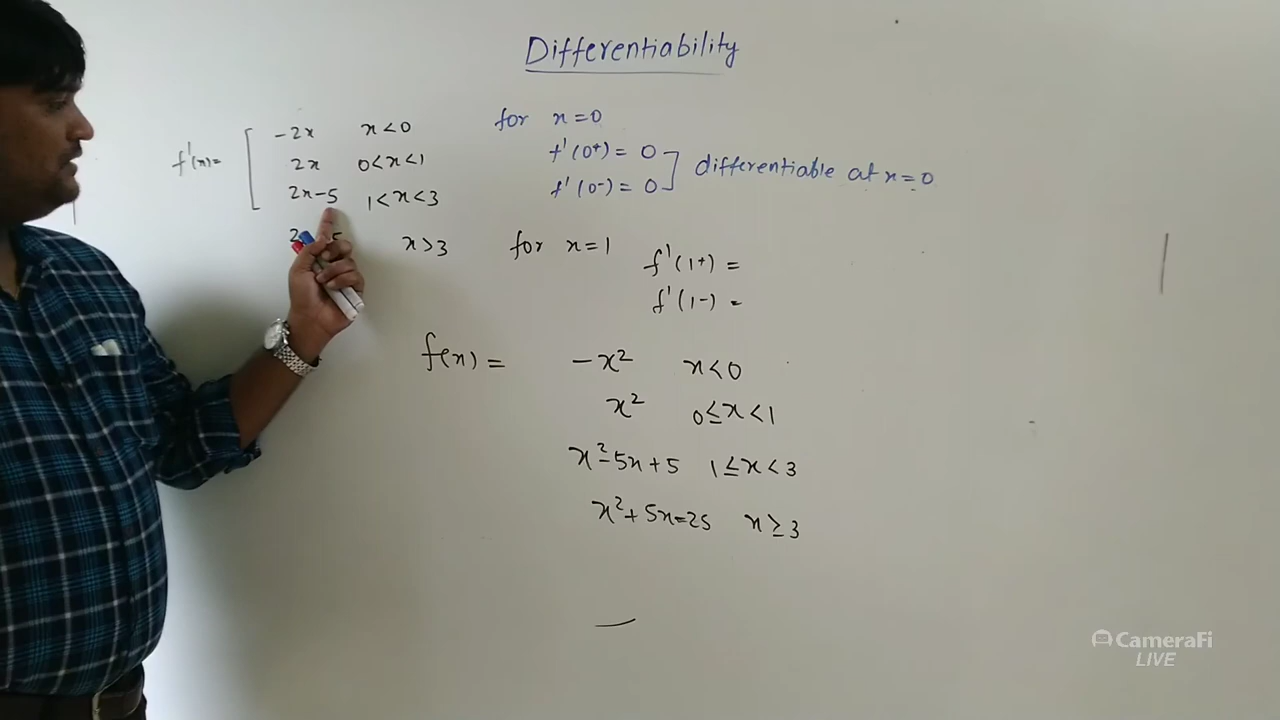 Differentiability
f'(x)= -2x x<0
2x 0<x<1
2x-5 1<x<3
2 5 x>3
for x=0
f'(0+) = 0
f'(0-) = 0
differentiable at x=0
for x=1
f'(1+) =
f'(1-) =
f(x) = -x² x<0
x² 0≤x<1
x²-5x+5 1≤x<3
x²+5x=25 x≥3
CameraFi
LIVE